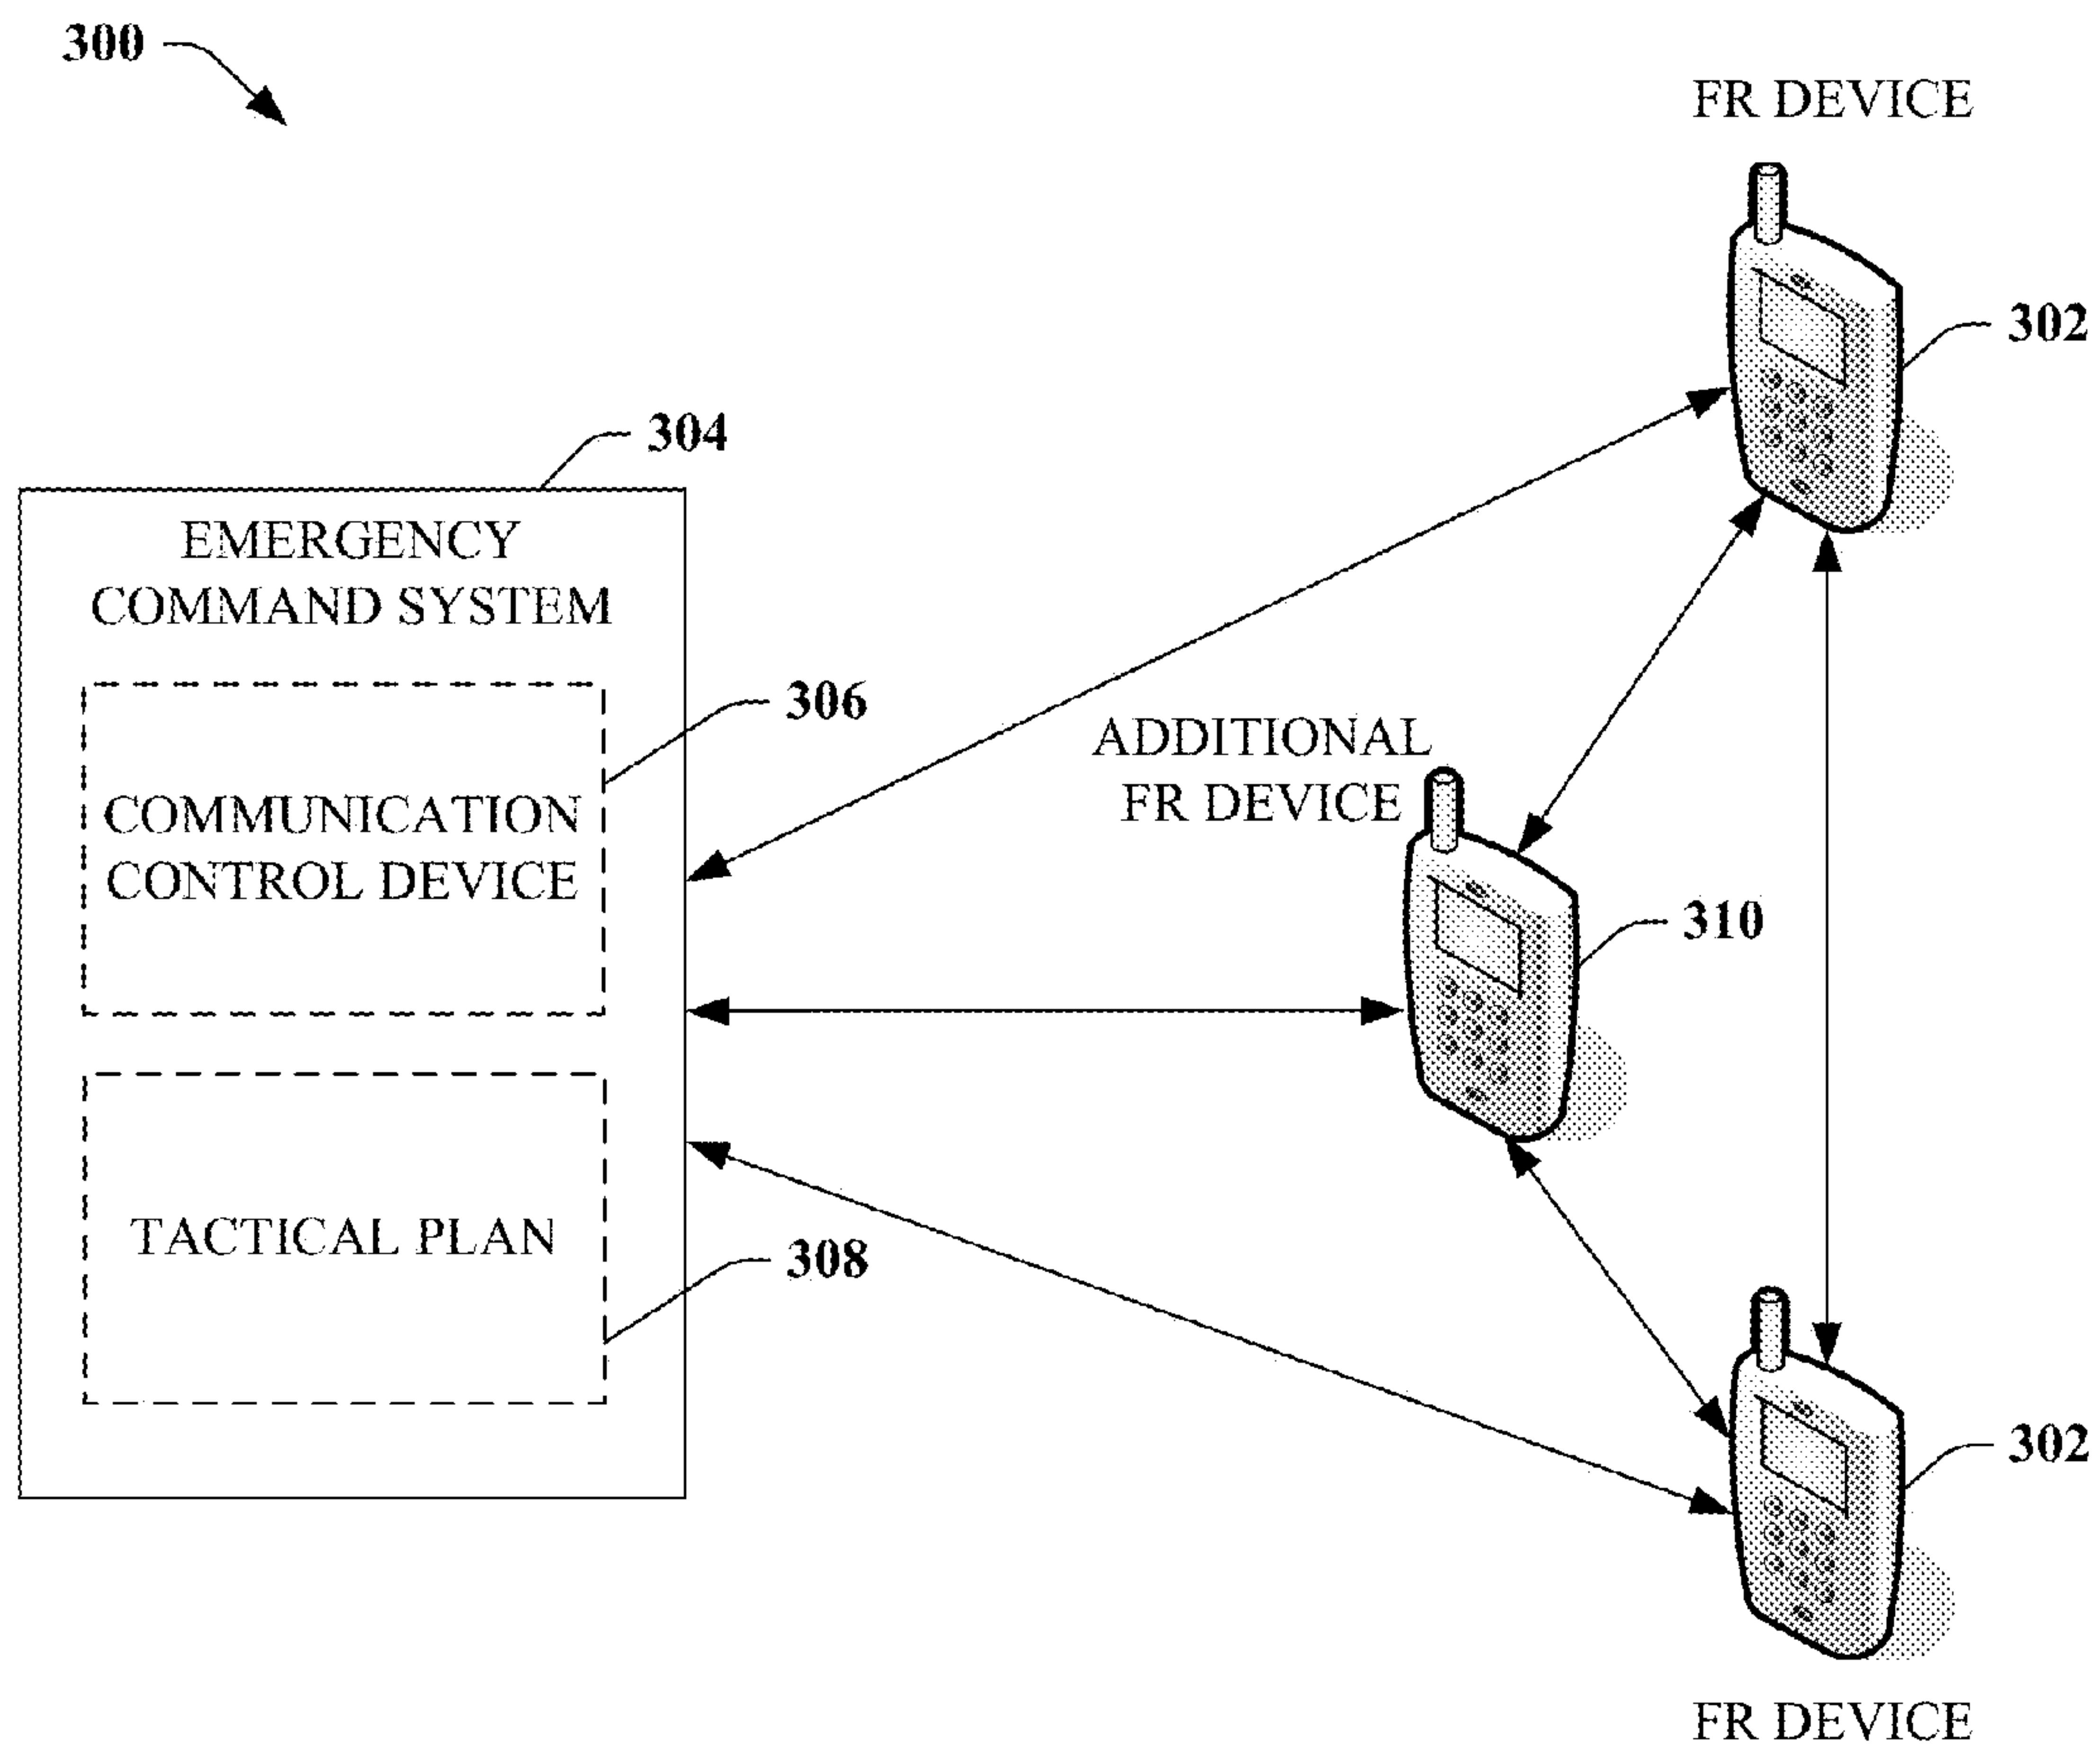 300
FR DEVICE
302
304
EMERGENCY
COMMAND SYSTEM
306
COMMUNICATION
CONTROL DEVICE
ADDITIONAL
FR DEVICE
310
TACTICAL PLAN
308
302
FR DEVICE